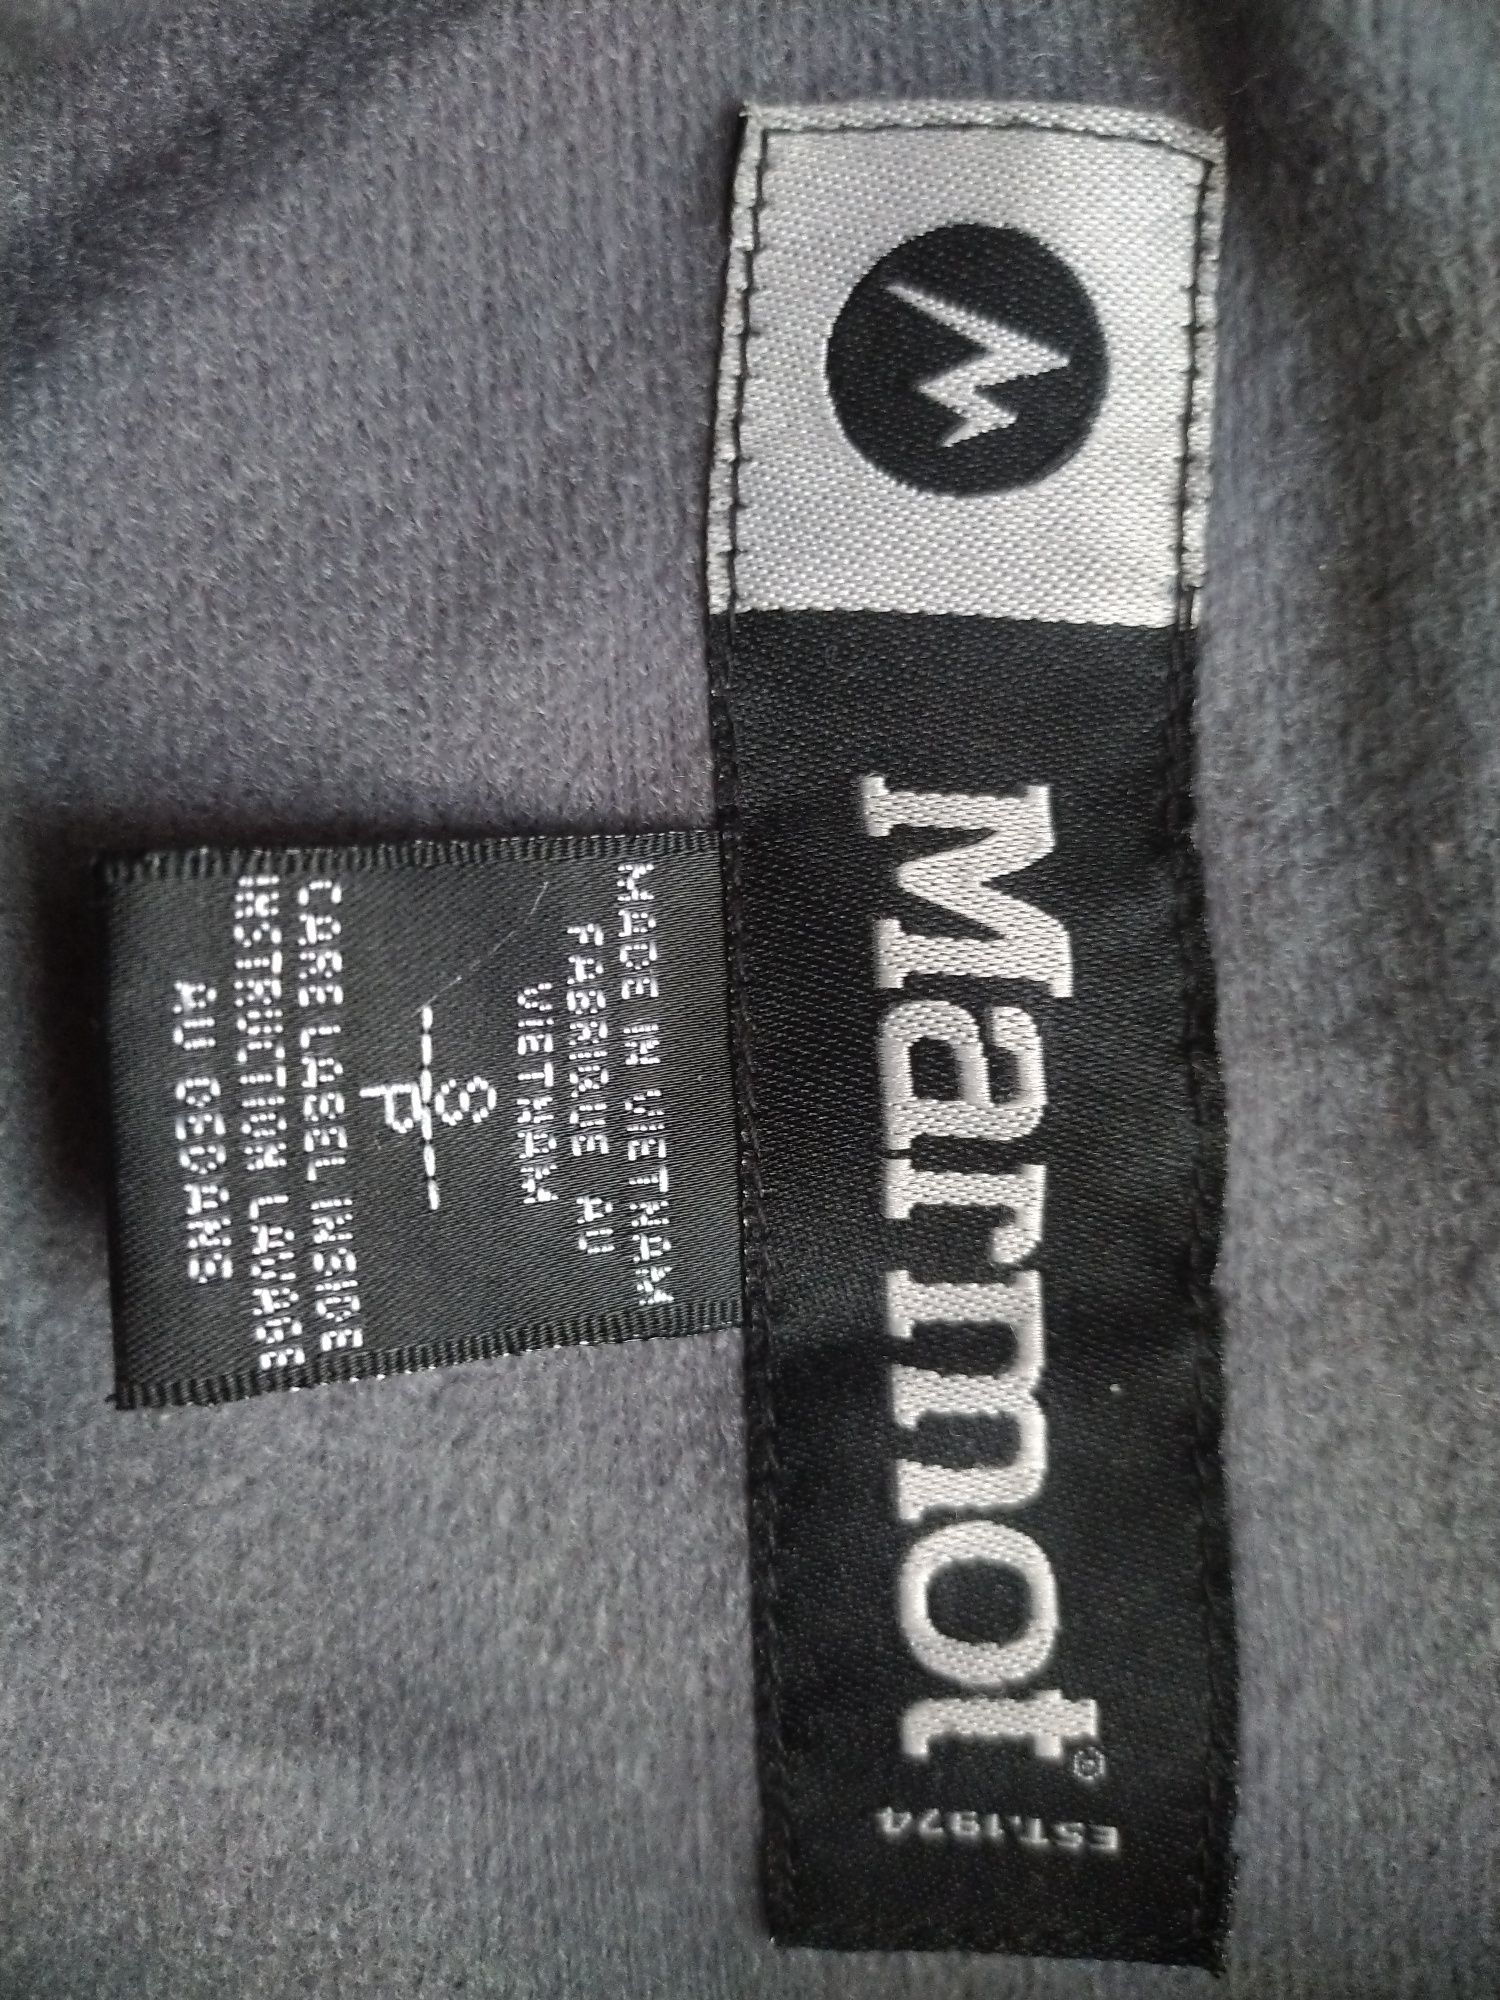 Marmot®
EST.1974
MADE IN VIETNAM
FABRIQUE AU
VIETNAM
S
P
CARE LABEL INSIDE
INSTRUCTION LAVAGE
AU DEDANS